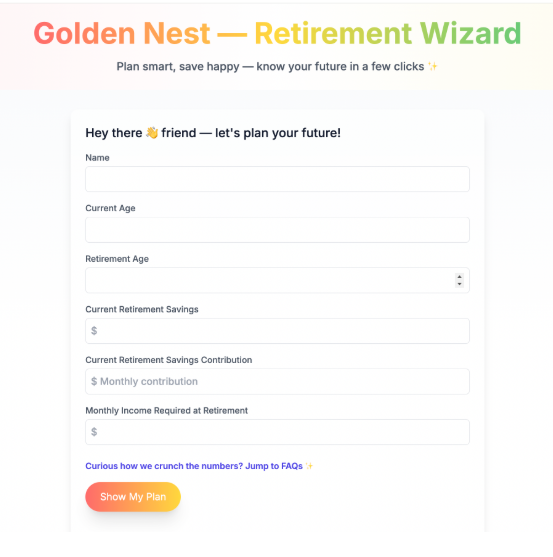 Golden Nest — Retirement Wizard
Plan smart, save happy — know your future in a few clicks ✨
Hey there 👋 friend — let's plan your future!
Name
Current Age
Retirement Age
Current Retirement Savings
$
Current Retirement Savings Contribution
$ Monthly contribution
Monthly Income Required at Retirement
$
Curious how we crunch the numbers? Jump to FAQs ✨
Show My Plan